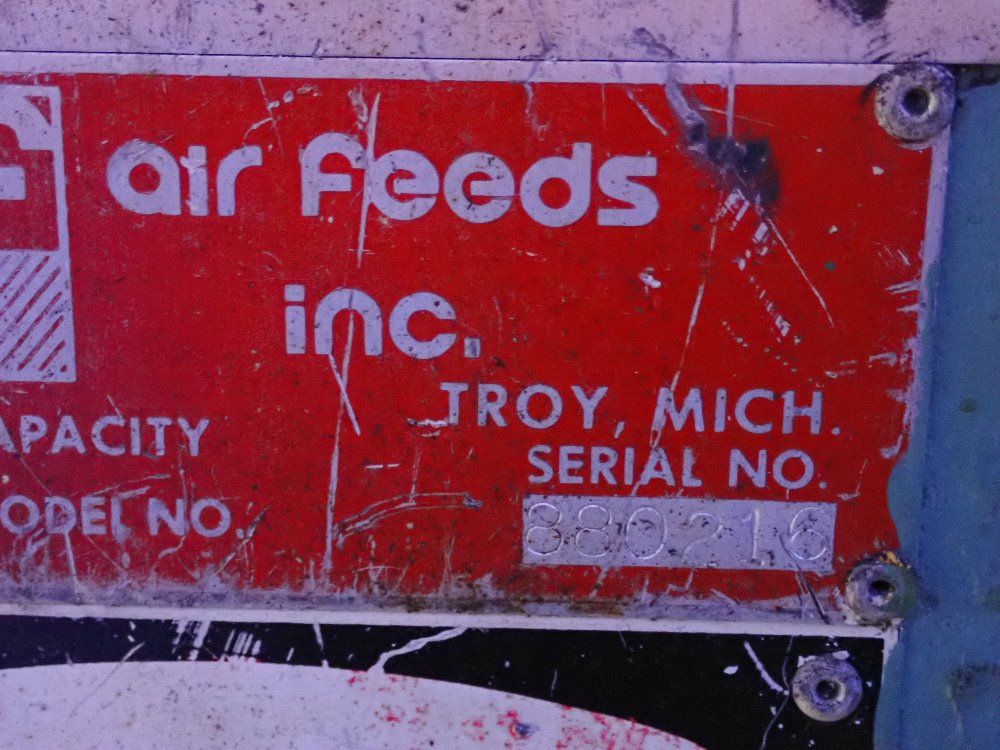 air feeds
inc.
TROY, MICH.
APACITY
SERIAL NO.
ODEL NO.
880216